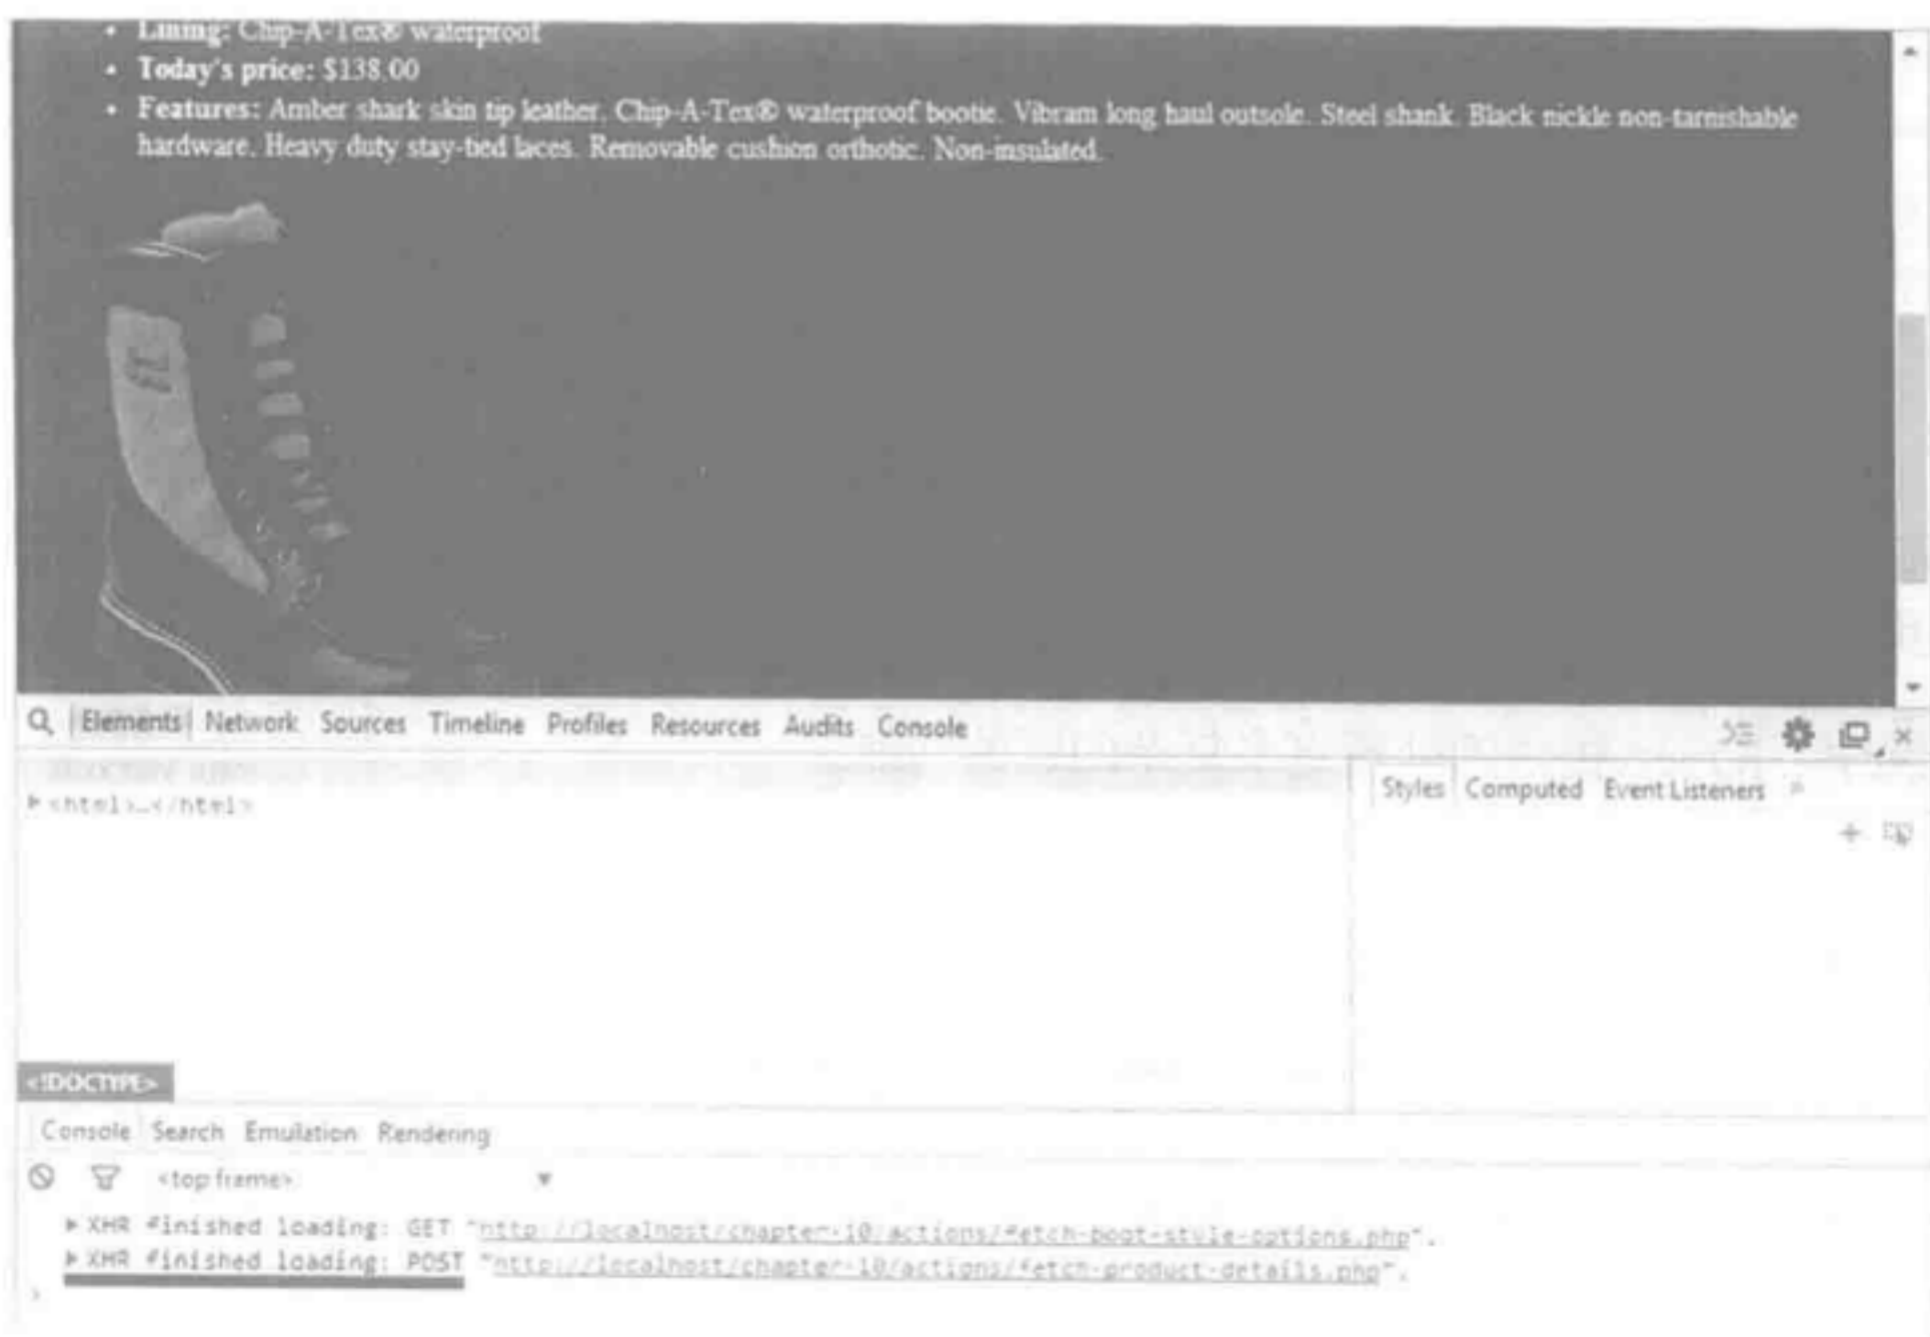 • Lining: Chip-A-Tex® waterproof
• Today's price: $138.00
• Features: Amber shark skin tip leather. Chip-A-Tex® waterproof bootie. Vibram long haul outsole. Steel shank. Black nickle non-tarnishable
hardware. Heavy duty stay-tied laces. Removable cushion orthotic. Non-insulated.
Elements Network Sources Timeline Profiles Resources Audits Console
Styles Computed Event Listeners »
<html>…</html>
<!DOCTYPE>
Console Search Emulation Rendering
<top frame>
XHR finished loading: GET "http://localhost/chapter-10/actions/fetch-boot-style-options.php".
XHR finished loading: POST "http://localhost/chapter-10/actions/fetch-product-details.php".